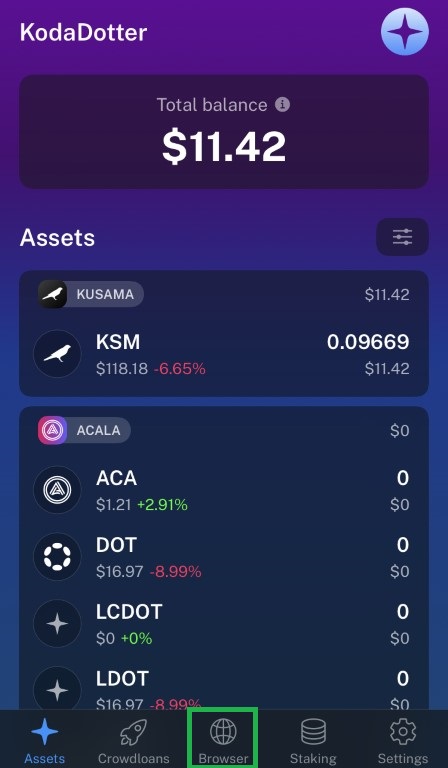 KodaDotter
Total balance
$11.42
Assets
KUSAMA $11.42
KSM 0.09669
$118.18 -6.65% $11.42
ACALA $0
ACA 0
$1.21 +2.91% $0
DOT 0
$16.97 -8.99% $0
LCDOT 0
$0 +0% $0
LDOT 0
$16.97 -8.99% $0
Assets Crowdloans Browser Staking Settings